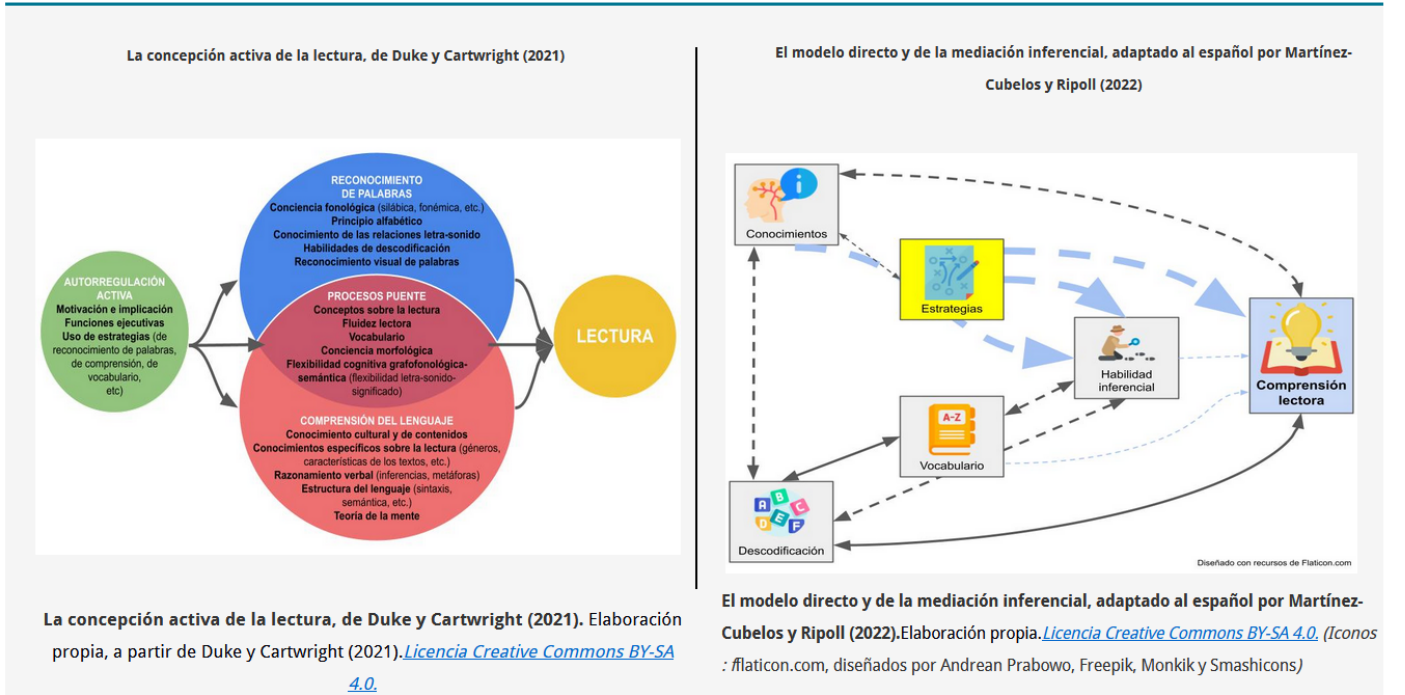 La concepción activa de la lectura, de Duke y Cartwright (2021)
AUTORREGULACIÓN
ACTIVA
Motivación e implicación
Funciones ejecutivas
Uso de estrategias (de
reconocimiento de palabras,
de comprensión, de
vocabulario,
etc)
RECONOCIMIENTO
DE PALABRAS
Conciencia fonológica (silábica, fonémica, etc.)
Principio alfabético
Conocimiento de las relaciones letra-sonido
Habilidades de descodificación
Reconocimiento visual de palabras
PROCESOS PUENTE
Conceptos sobre la lectura
Fluidez lectora
Vocabulario
Conciencia morfológica
Flexibilidad cognitiva grafofonológica-
semántica (flexibilidad letra-sonido-
significado)
COMPRENSIÓN DEL LENGUAJE
Conocimiento cultural y de contenidos
Conocimientos específicos sobre la lectura (géneros,
características de los textos, etc.)
Razonamiento verbal (inferencias, metáforas)
Estructura del lenguaje (sintaxis,
semántica, etc.)
Teoría de la mente
LECTURA
La concepción activa de la lectura, de Duke y Cartwright (2021). Elaboración
propia, a partir de Duke y Cartwright (2021).Licencia Creative Commons BY-SA
4.0.
El modelo directo y de la mediación inferencial, adaptado al español por Martínez-
Cubelos y Ripoll (2022)
i
Conocimientos
Estrategias
Habilidad
inferencial
Comprensión
lectora
A-Z
Vocabulario
A B C
D E F
Descodificación
Diseñado con recursos de Flaticon.com
El modelo directo y de la mediación inferencial, adaptado al español por Martínez-
Cubelos y Ripoll (2022).Elaboración propia.Licencia Creative Commons BY-SA 4.0. (Iconos
: flaticon.com, diseñados por Andrean Prabowo, Freepik, Monkik y Smashicons)